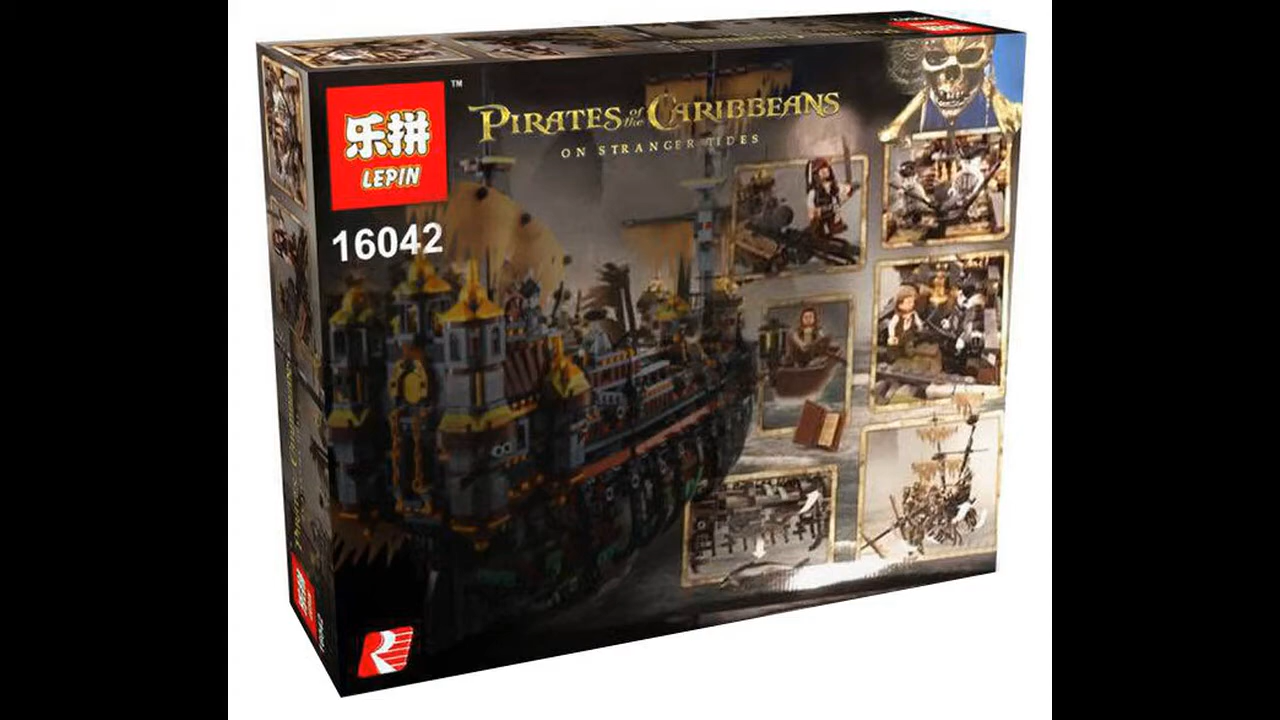 乐拼
LEPIN
TM
16042
PIRATES of the CARIBBEANS
ON STRANGER TIDES